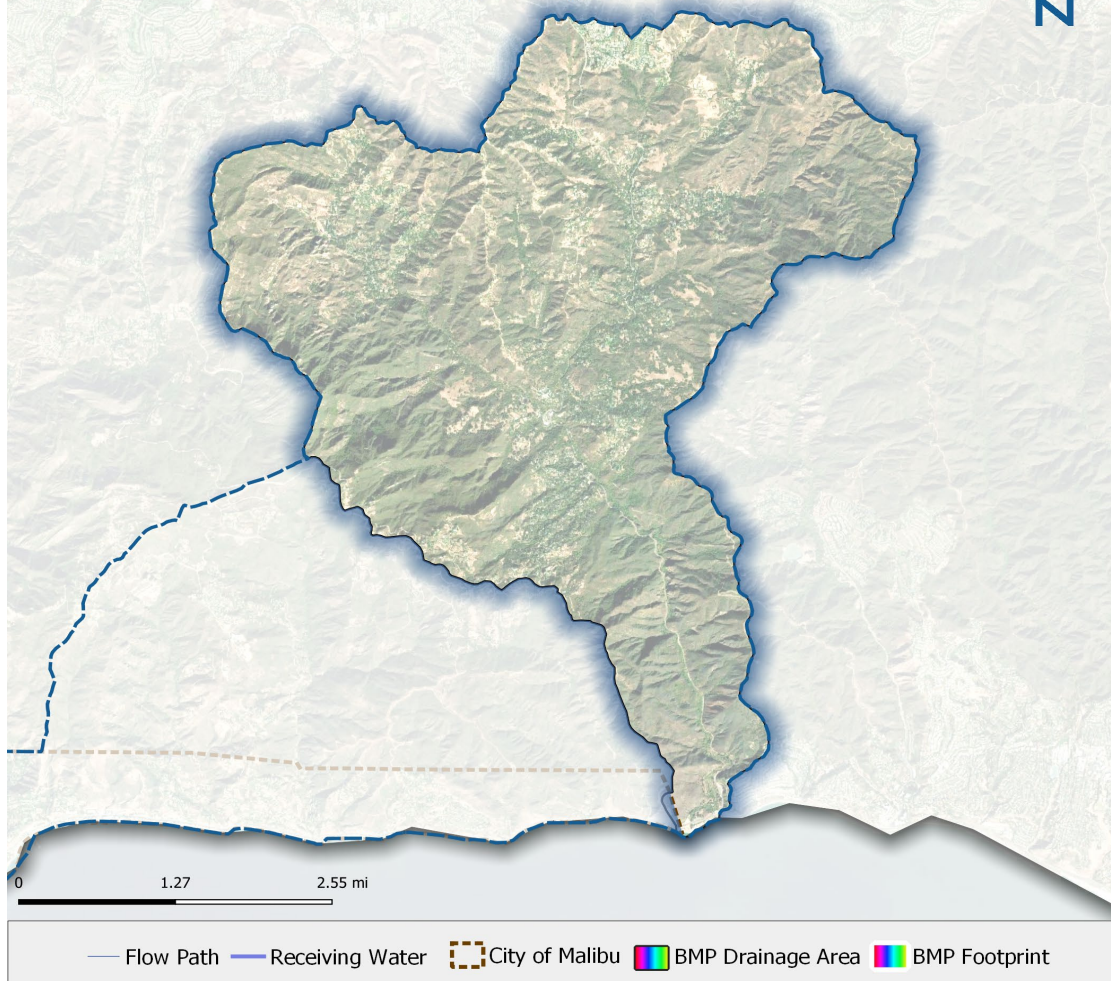 N
0 1.27 2.55 mi
Flow Path Receiving Water City of Malibu BMP Drainage Area BMP Footprint